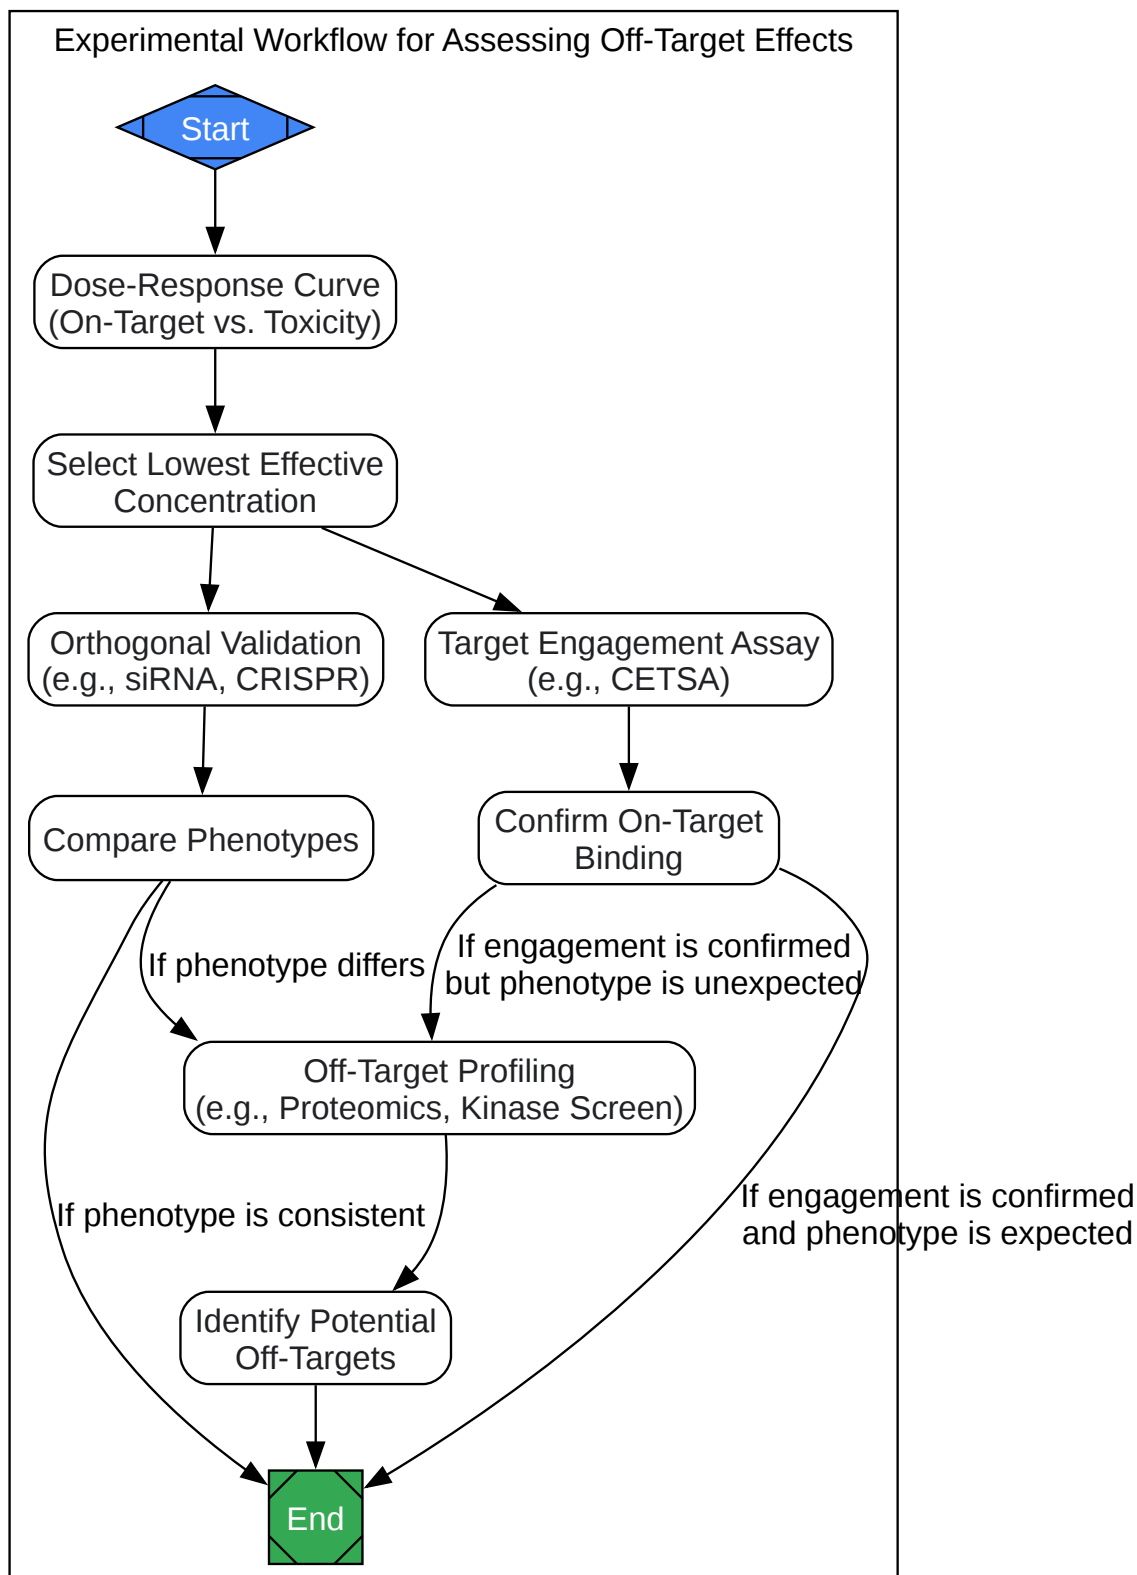 Experimental Workflow for Assessing Off-Target Effects
Start
Dose-Response Curve
(On-Target vs. Toxicity)
Select Lowest Effective
Concentration
Orthogonal Validation
(e.g., siRNA, CRISPR)
Target Engagement Assay
(e.g., CETSA)
Compare Phenotypes
Confirm On-Target
Binding
If phenotype differs
If engagement is confirmed
but phenotype is unexpected
Off-Target Profiling
(e.g., Proteomics, Kinase Screen)
If phenotype is consistent
If engagement is confirmed
and phenotype is expected
Identify Potential
Off-Targets
End